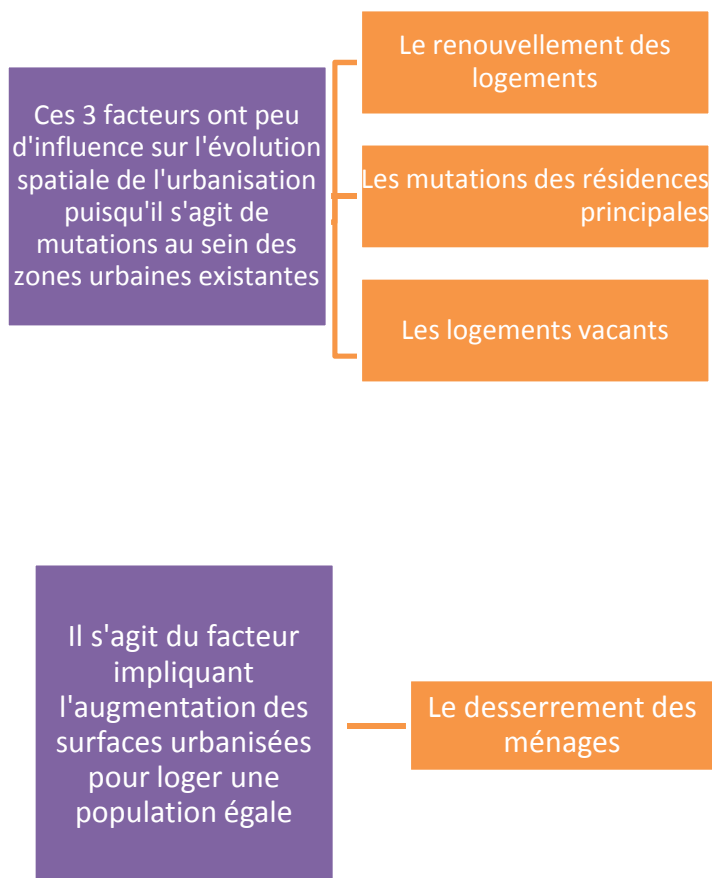 Ces 3 facteurs ont peu
d'influence sur l'évolution
spatiale de l'urbanisation
puisqu'il s'agit de
mutations au sein des
zones urbaines existantes
Le renouvellement des
logements
Les mutations des résidences
principales
Les logements vacants
Il s'agit du facteur
impliquant
l'augmentation des
surfaces urbanisées
pour loger une
population égale
Le desserrement des
ménages